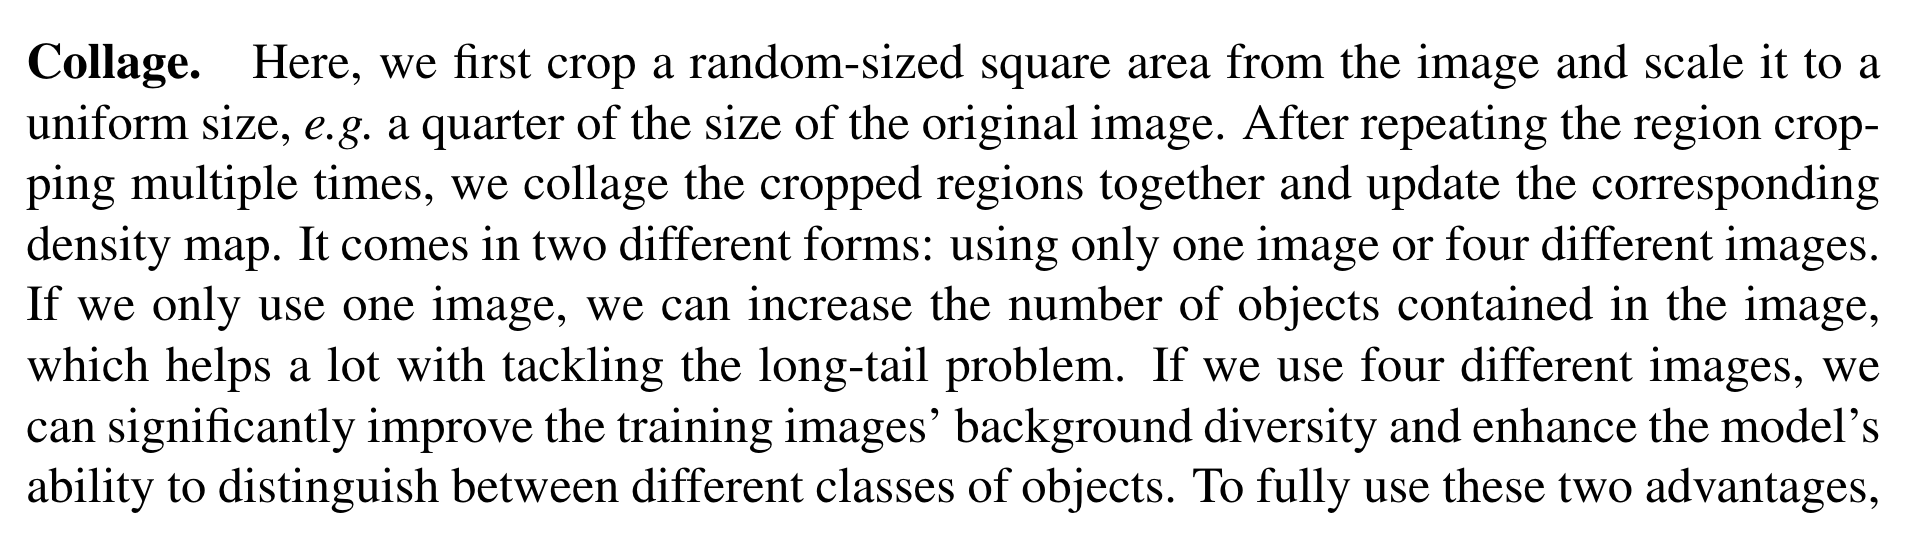 Collage. Here, we first crop a random-sized square area from the image and scale it to a
uniform size, e.g. a quarter of the size of the original image. After repeating the region crop-
ping multiple times, we collage the cropped regions together and update the corresponding
density map. It comes in two different forms: using only one image or four different images.
If we only use one image, we can increase the number of objects contained in the image,
which helps a lot with tackling the long-tail problem. If we use four different images, we
can significantly improve the training images’ background diversity and enhance the model’s
ability to distinguish between different classes of objects. To fully use these two advantages,